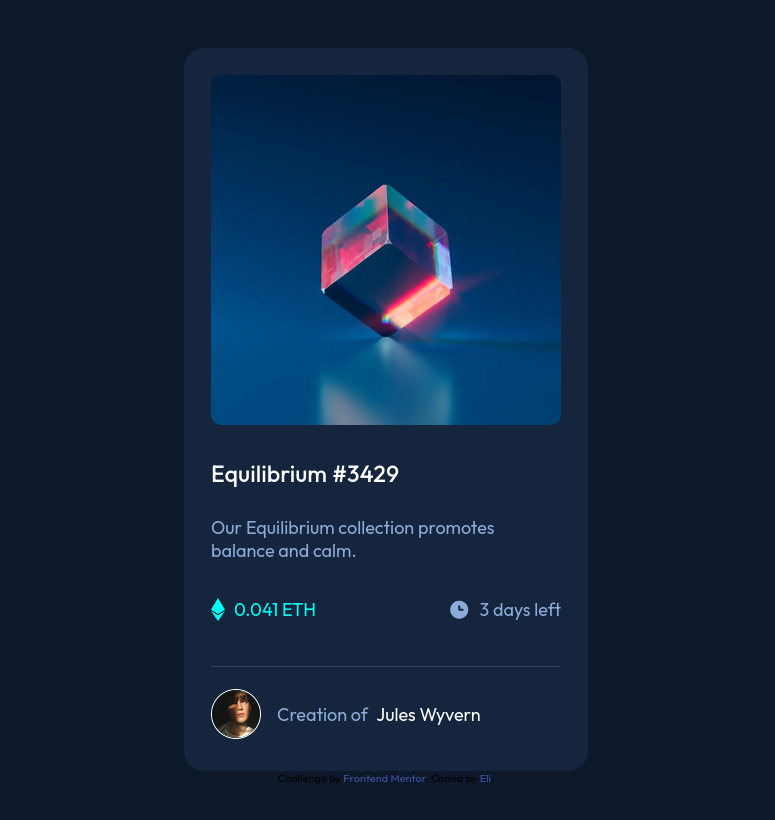 Equilibrium #3429
Our Equilibrium collection promotes
balance and calm.
0.041 ETH
3 days left
Creation of Jules Wyvern
Challenge by Frontend Mentor. Coded by Eli